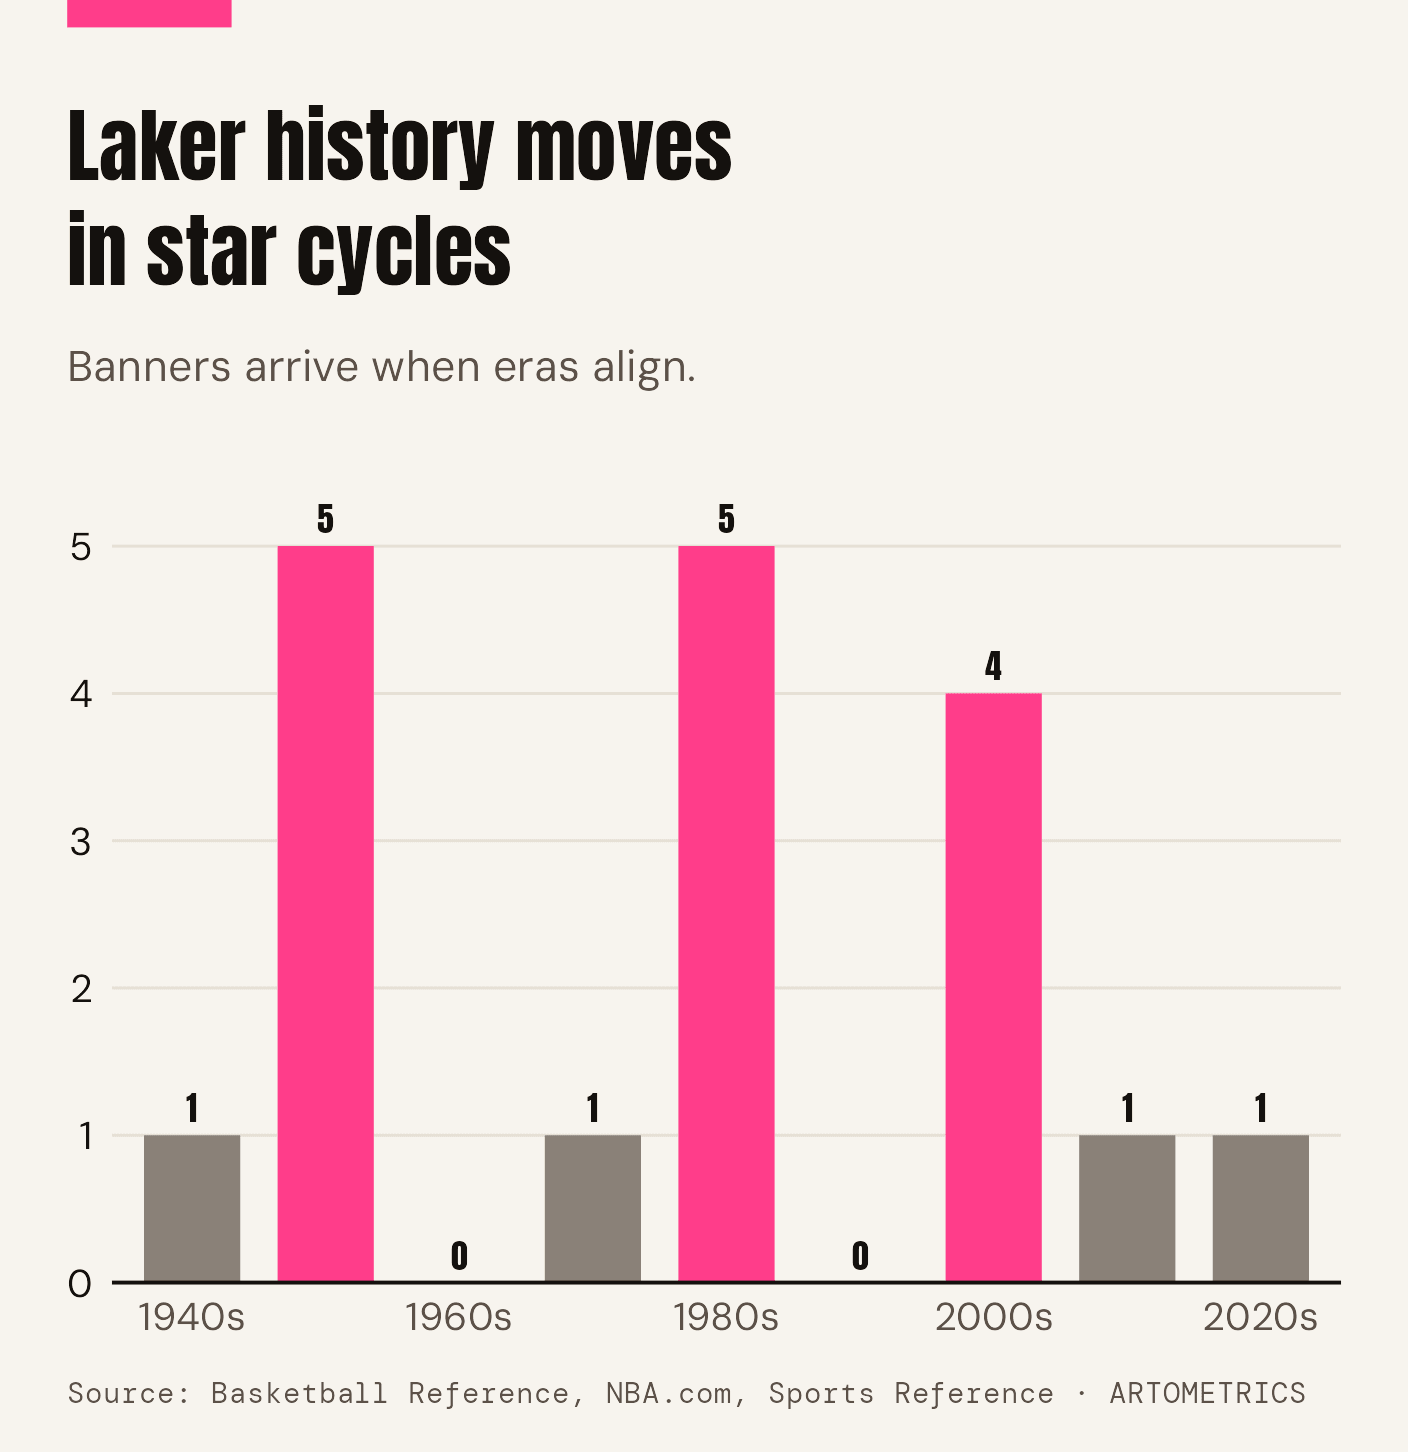 Laker history moves
in star cycles
Banners arrive when eras align.
5
5
5
4
4
3
2
1
1
1
1
1
0
0
0
1940s
1960s
1980s
2000s
2020s
Source: Basketball Reference, NBA.com, Sports Reference · ARTOMETRICS